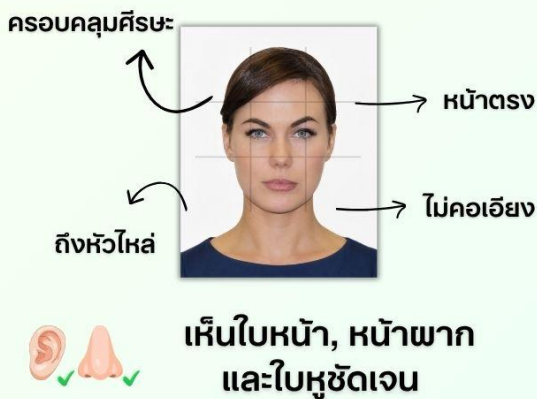 ครอบคลุมศีรษะ
หน้าตรง
ไม่คอเอียง
ถึงหัวไหล่
เห็นใบหน้า, หน้าผาก
และใบหูชัดเจน